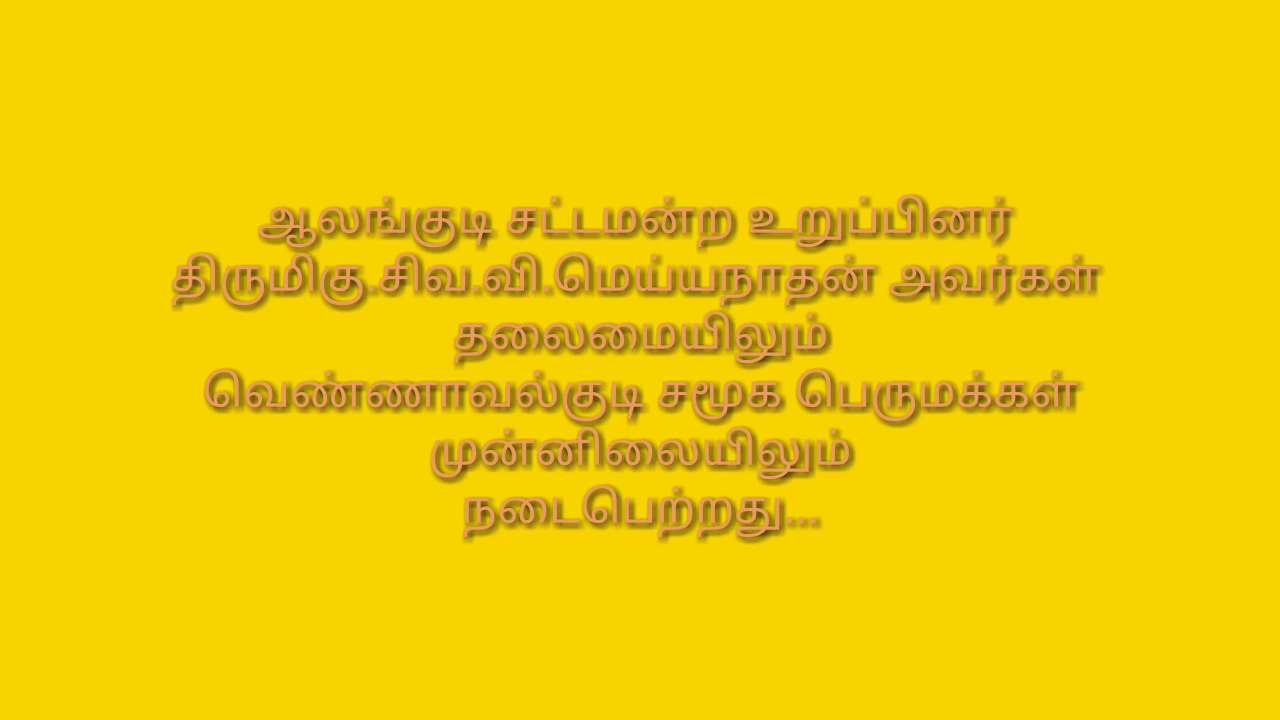 ஆலங்குடி சட்டமன்ற உறுப்பினர்
திருமிகு.சிவ.வி.மெய்யநாதன் அவர்கள்
தலைமையிலும்
வெண்ணாவல்குடி சமூக பெருமக்கள்
முன்னிலையிலும்
நடைபெற்றது...